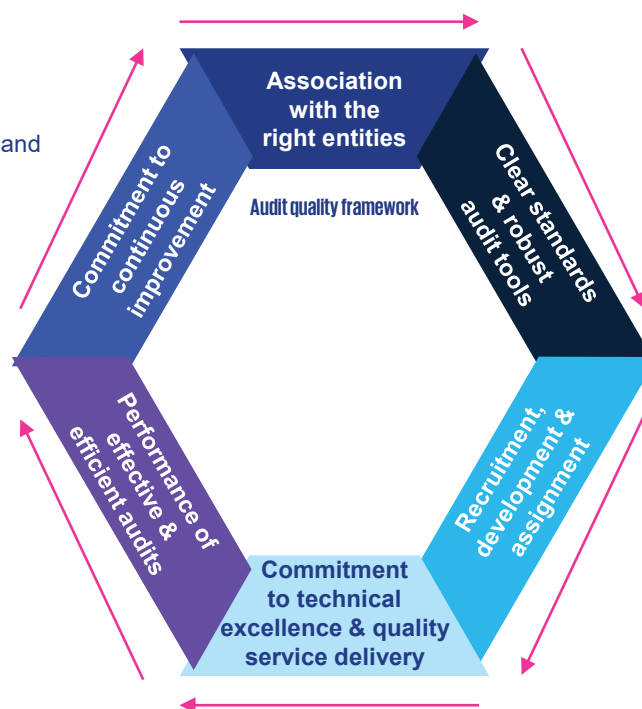 and
Association
with the
right entities
Audit quality framework
Clear standards
& robust
audit tools
Recruitment,
development &
assignment
Commitment
to technical
excellence & quality
service delivery
Performance of
effective &
efficient audits
Commitment to
continuous
improvement